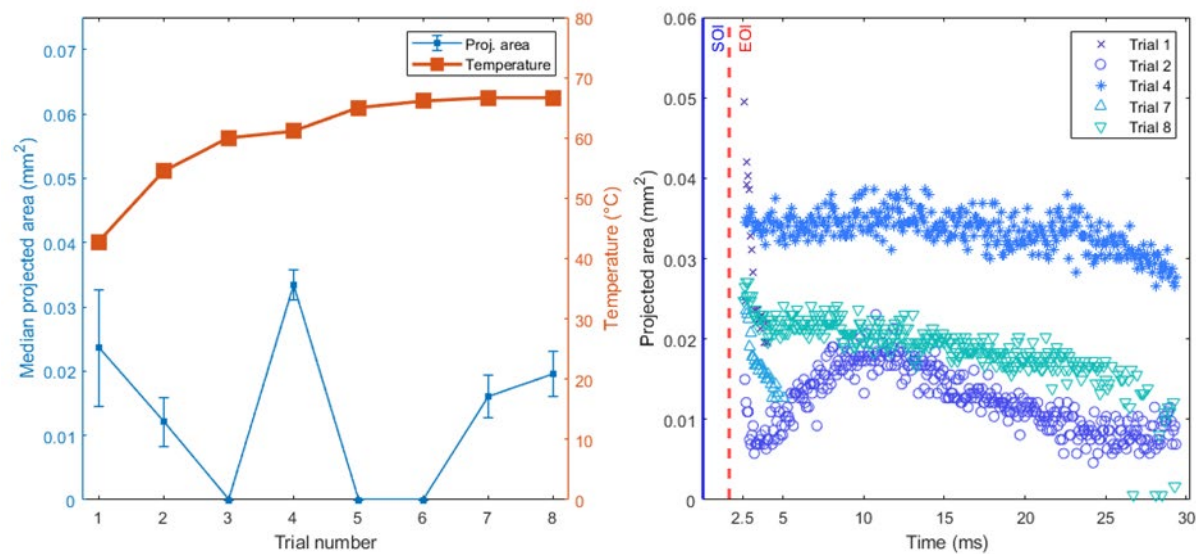 0.07
0.06
0.05
0.04
0.03
0.02
0.01
0
Median projected area (mm²)
80
70
60
50
40
30
20
10
0
Temperature (°C)
Proj. area
Temperature
1 2 3 4 5 6 7 8
Trial number
0.06
0.05
0.04
0.03
0.02
0.01
0
Projected area (mm²)
SOI
EOI
Trial 1
Trial 2
Trial 4
Trial 7
Trial 8
2.5 5 10 15 20 25 30
Time (ms)